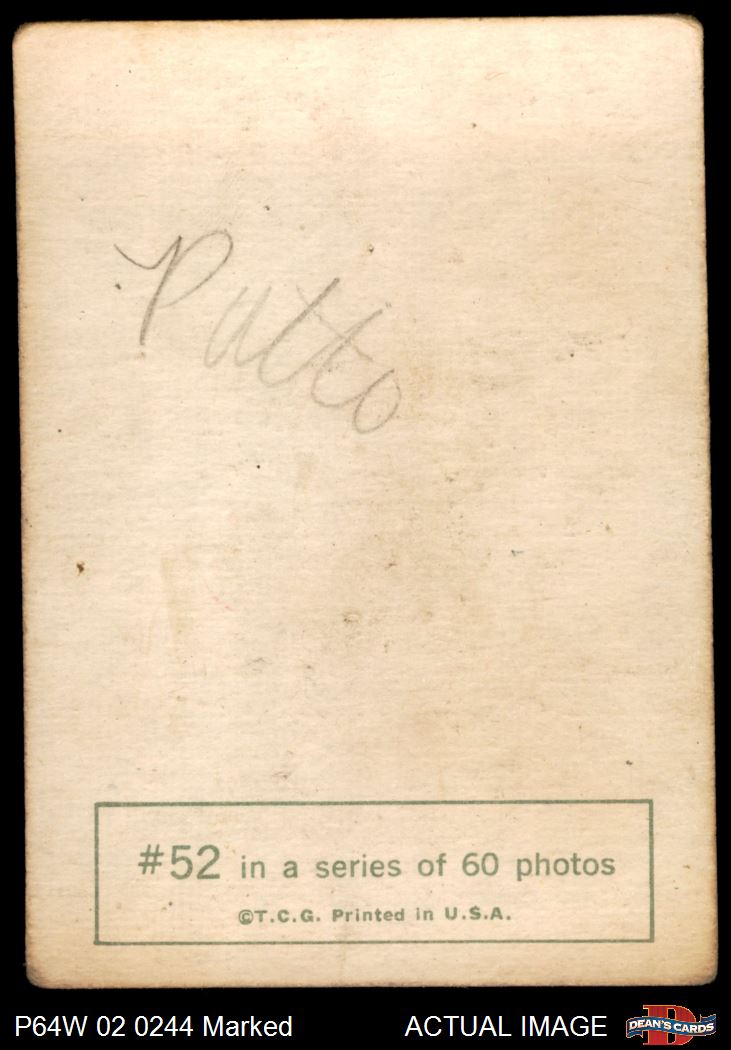 Patto
#52 in a series of 60 photos
©T.C.G. Printed in U.S.A.
P64W 02 0244 Marked
ACTUAL IMAGE
DEAN'S CARDS